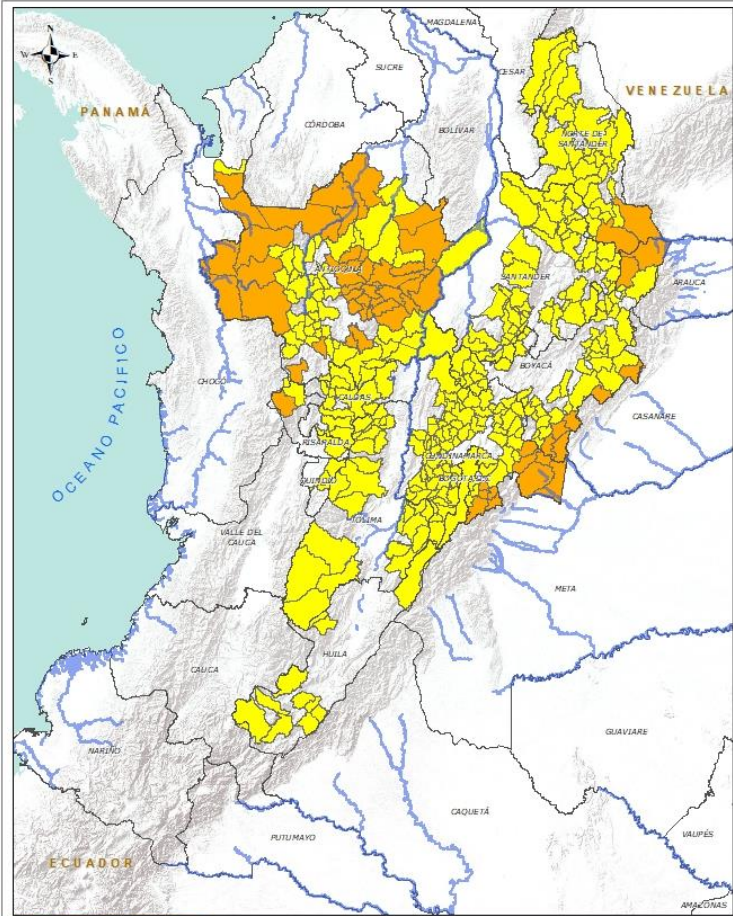 N
W E
S
MAGDALENA
SUCRE
CESAR
VENEZUELA
PANAMÁ
CÓRDOBA
BOLÍVAR
NORTE DE
SANTANDER
ANTIOQUIA
SANTANDER
ARAUCA
BOYACÁ
CHOCÓ
CALDAS
CASANARE
OCEANO PACIFICO
RISARALDA
CUNDINAMARCA
QUINDÍO
BOGOTÁ D.C.
TOLIMA
VALLE DEL
CAUCA
META
HUILA
CAUCA
GUAVIARE
NARIÑO
CAQUETÁ
PUTUMAYO
VAUPÉS
ECUADOR
AMAZONAS